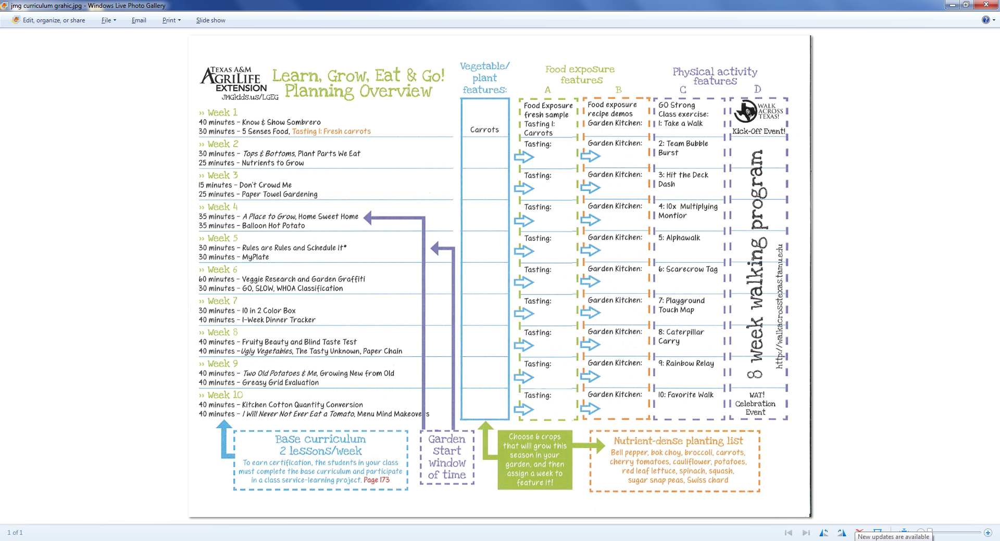 jmg curriculum grahic.jpg - Windows Live Photo Gallery
Edit, organize, or share File Email Print Slide show
TEXAS A&M
AGRILIFE
EXTENSION
JMGkids.us/LGEG
Learn, Grow, Eat & Go!
Planning Overview
Vegetable/
plant
features:
Food exposure
features
A B
Physical activity
features
C D
›› Week 1
40 minutes – Know & Show Sombrero
30 minutes – 5 Senses Food, Tasting 1: Fresh carrots
›› Week 2
30 minutes – Tops & Bottoms, Plant Parts We Eat
25 minutes – Nutrients to Grow
›› Week 3
15 minutes – Don't Crowd Me
25 minutes – Paper Towel Gardening
›› Week 4
35 minutes – A Place to Grow, Home Sweet Home
35 minutes – Balloon Hot Potato
›› Week 5
30 minutes – Rules are Rules and Schedule It*
30 minutes – MyPlate
›› Week 6
60 minutes – Veggie Research and Garden Graffiti
30 minutes – GO, SLOW, WHOA Classification
›› Week 7
30 minutes – 10 in 2 Color Box
40 minutes – 1-Week Dinner Tracker
›› Week 8
40 minutes – Fruity Beauty and Blind Taste Test
40 minutes – Ugly Vegetables, The Tasty Unknown, Paper Chain
›› Week 9
40 minutes – Two Old Potatoes & Me, Growing New from Old
40 minutes – Greasy Grid Evaluation
›› Week 10
40 minutes – Kitchen Cotton Quantity Conversion
40 minutes – I Will Never Not Ever Eat a Tomato, Menu Mind Makeovers
Carrots
Food Exposure
fresh sample
Tasting 1:
Carrots
Tasting:
Tasting:
Tasting:
Tasting:
Tasting:
Tasting:
Tasting:
Tasting:
Tasting:
Food exposure
recipe demos
Garden Kitchen:
Garden Kitchen:
Garden Kitchen:
Garden Kitchen:
Garden Kitchen:
Garden Kitchen:
Garden Kitchen:
Garden Kitchen:
Garden Kitchen:
Garden Kitchen:
GO Strong
Class exercise:
1: Take a Walk
2: Team Bubble
Burst
3: Hit the Deck
Dash
4: 10x Multiplying
Montior
5: Alphawalk
6: Scarecrow Tag
7: Playground
Touch Map
8: Caterpillar
Carry
9: Rainbow Relay
10: Favorite Walk
WALK
ACROSS
TEXAS!
Kick-Off Event!
8 week walking program
http://walkacrosstexas.tamu.edu
WAT!
Celebration
Event
Base curriculum
2 lessons/week
To earn certification, the students in your class
must complete the base curriculum and participate
in a class service-learning project. Page 173
Garden
start
window
of time
Choose 6 crops
that will grow this
season in your
garden, and then
assign a week to
feature it!
Nutrient-dense planting list
Bell pepper, bok choy, broccoli, carrots,
cherry tomatoes, cauliflower, potatoes,
red leaf lettuce, spinach, squash,
sugar snap peas, Swiss chard
1 of 1
New updates are available